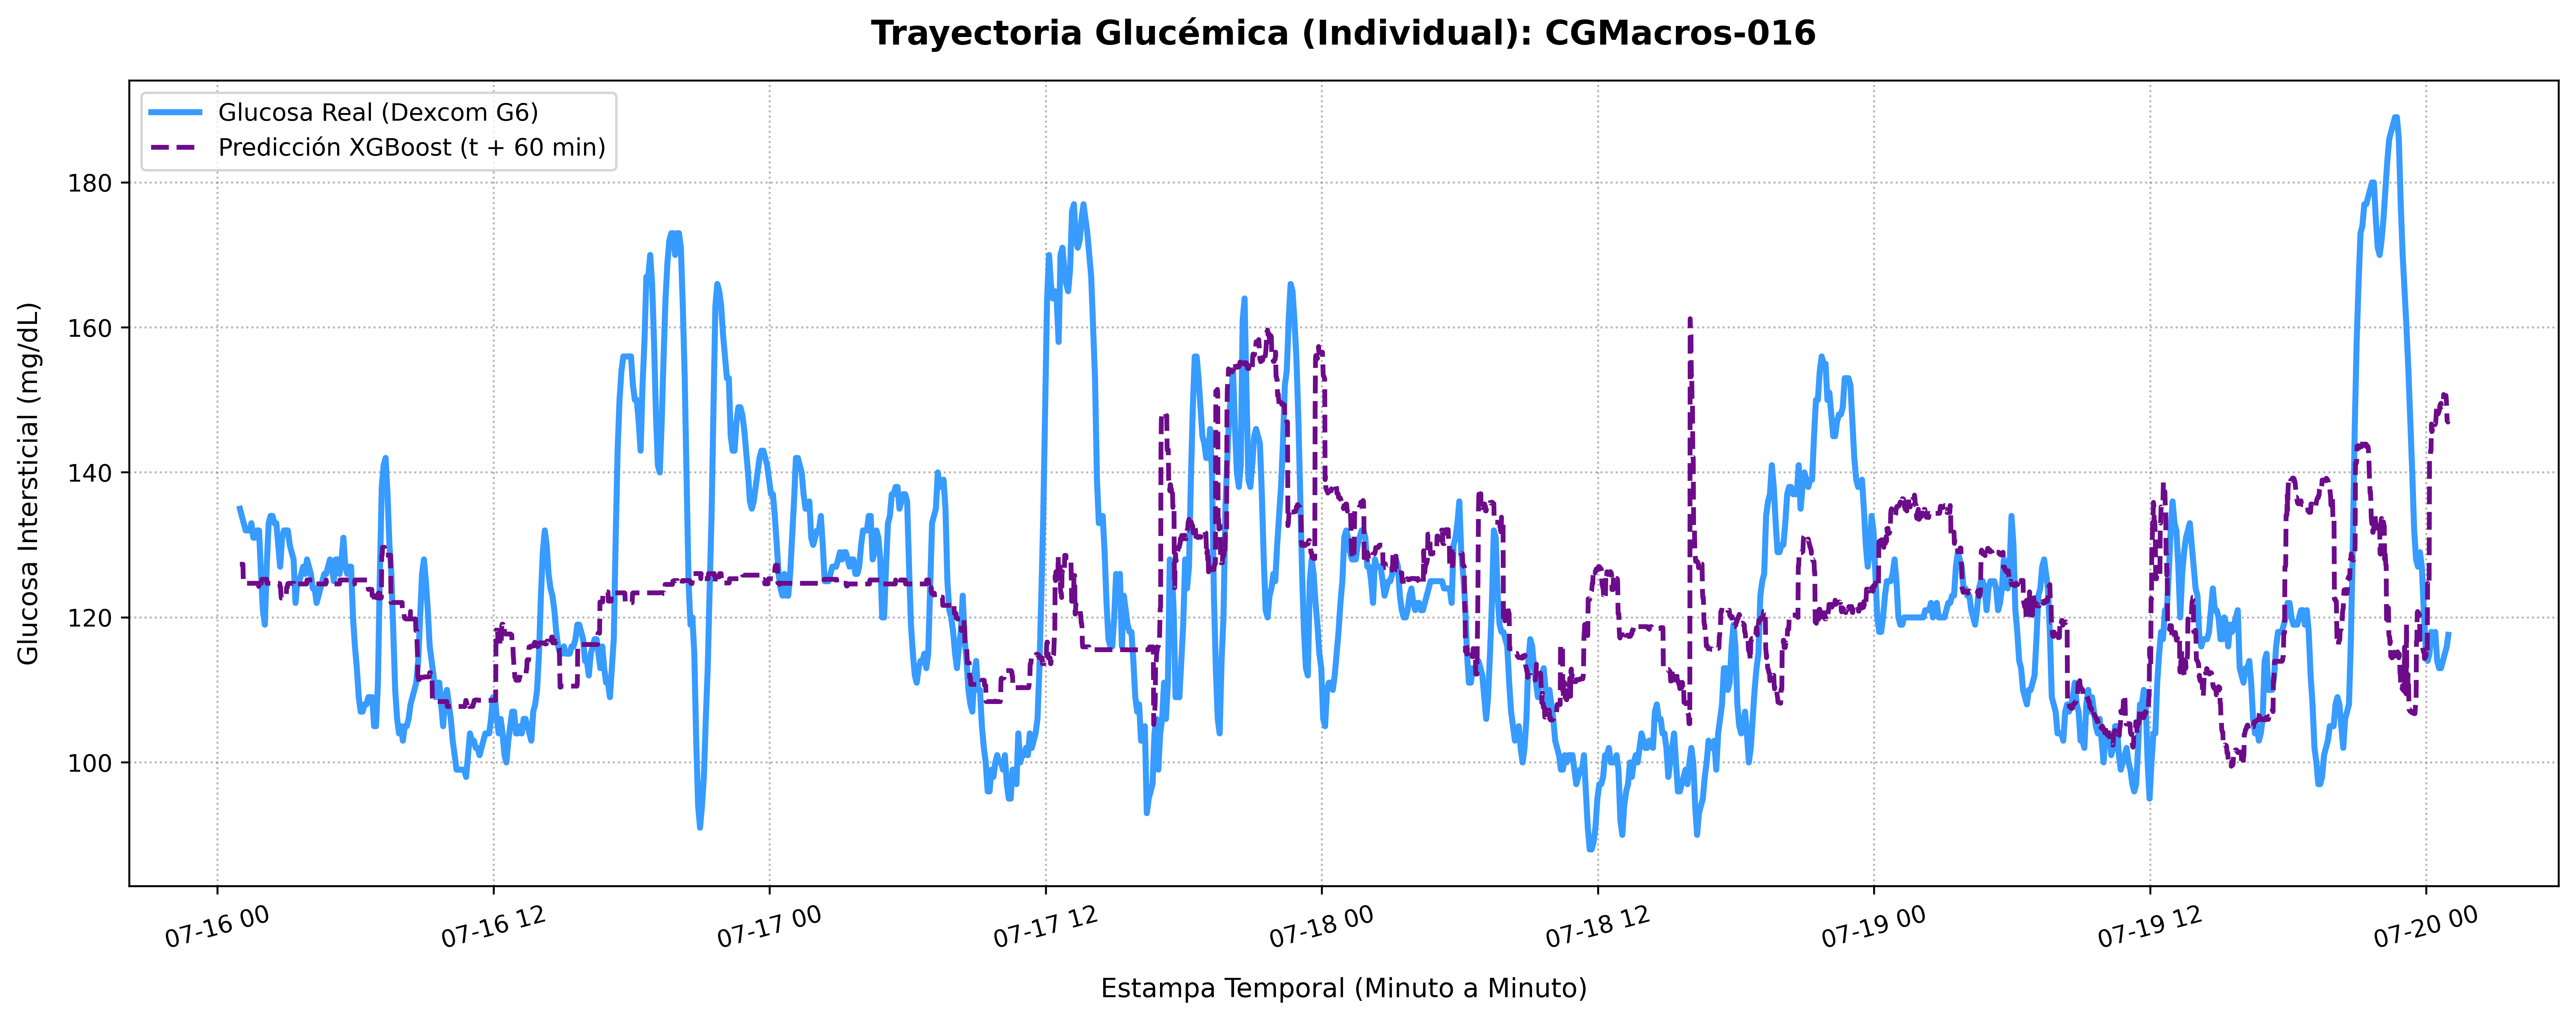 Trayectoria Glucémica (Individual): CGMacros-016
Glucosa Real (Dexcom G6)
Predicción XGBoost (t + 60 min)
Glucosa Intersticial (mg/dL)
180
160
140
120
100
07-16 00
07-16 12
07-17 00
07-17 12
07-18 00
07-18 12
07-19 00
07-19 12
07-20 00
Estampa Temporal (Minuto a Minuto)